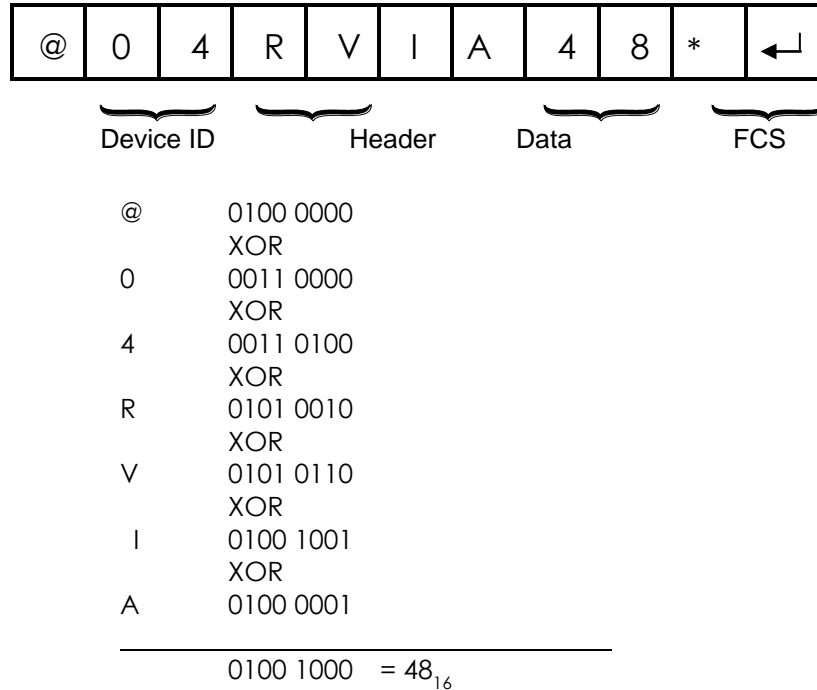 @ 0 4 R V I A 4 8 * ↵
Device ID Header Data FCS
@ 0100 0000
XOR
0 0011 0000
XOR
4 0011 0100
XOR
R 0101 0010
XOR
V 0101 0110
XOR
I 0100 1001
XOR
A 0100 0001
0100 1000 = 48₁₆